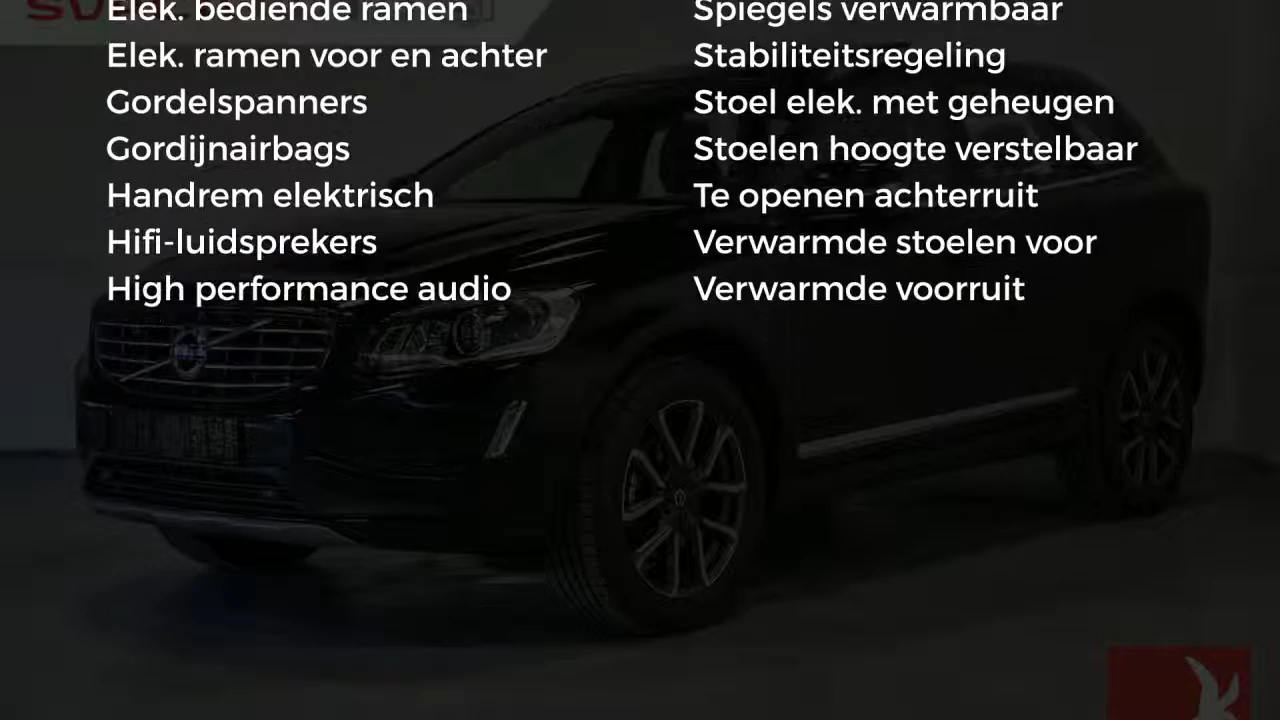 Elek. bediende ramen
Elek. ramen voor en achter
Gordelspanners
Gordijnairbags
Handrem elektrisch
Hifi-luidsprekers
High performance audio
Spiegels verwarmbaar
Stabiliteitsregeling
Stoel elek. met geheugen
Stoelen hoogte verstelbaar
Te openen achterruit
Verwarmde stoelen voor
Verwarmde voorruit